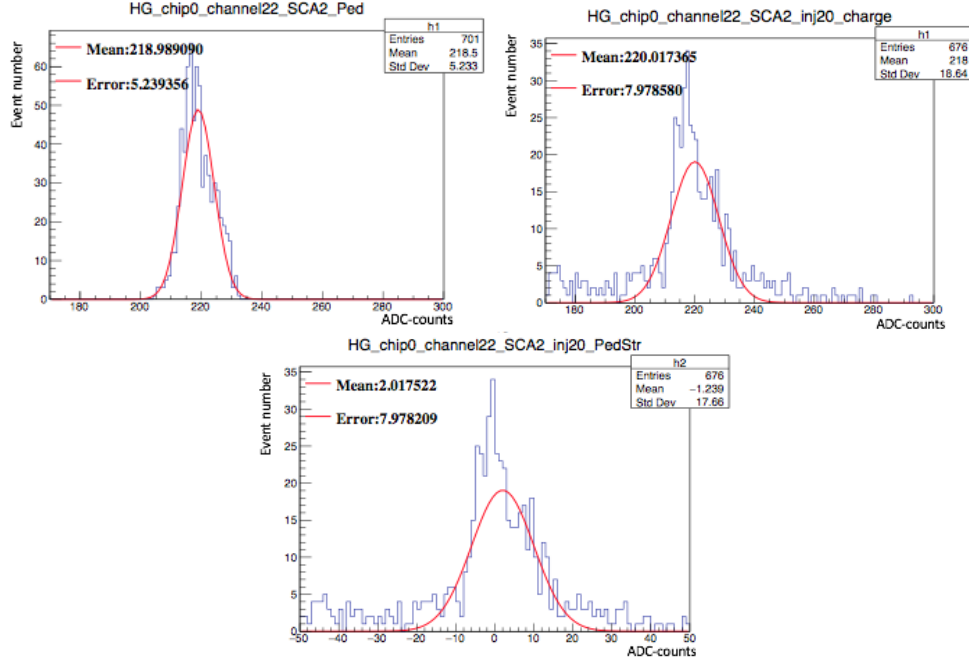 HG_chip0_channel22_SCA2_Ped
h1
Entries 701
Mean 218.5
Std Dev 5.233
Mean:218.989090
Error:5.239356
Event number
60
50
40
30
20
10
0
180 200 220 240 260 280 300
ADC-counts
HG_chip0_channel22_SCA2_inj20_charge
h1
Entries 676
Mean 218
Std Dev 18.64
Mean:220.017365
Error:7.978580
Event number
35
30
25
20
15
10
5
0
180 200 220 240 260 280 300
ADC-counts
HG_chip0_channel22_SCA2_inj20_PedStr
h2
Entries 676
Mean −1.239
Std Dev 17.66
Mean:2.017522
Error:7.978209
Event number
35
30
25
20
15
10
5
0
−50 −40 −30 −20 −10 0 10 20 30 40 50
ADC-counts